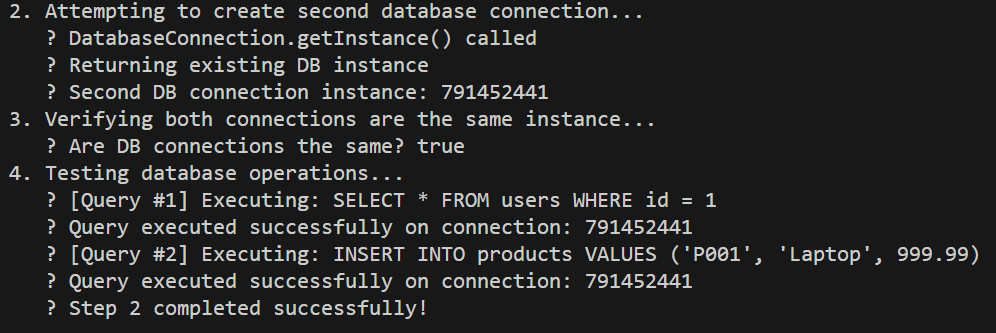 2. Attempting to create second database connection...
? DatabaseConnection.getInstance() called
? Returning existing DB instance
? Second DB connection instance: 791452441
3. Verifying both connections are the same instance...
? Are DB connections the same? true
4. Testing database operations...
? [Query #1] Executing: SELECT * FROM users WHERE id = 1
? Query executed successfully on connection: 791452441
? [Query #2] Executing: INSERT INTO products VALUES ('P001', 'Laptop', 999.99)
? Query executed successfully on connection: 791452441
? Step 2 completed successfully!